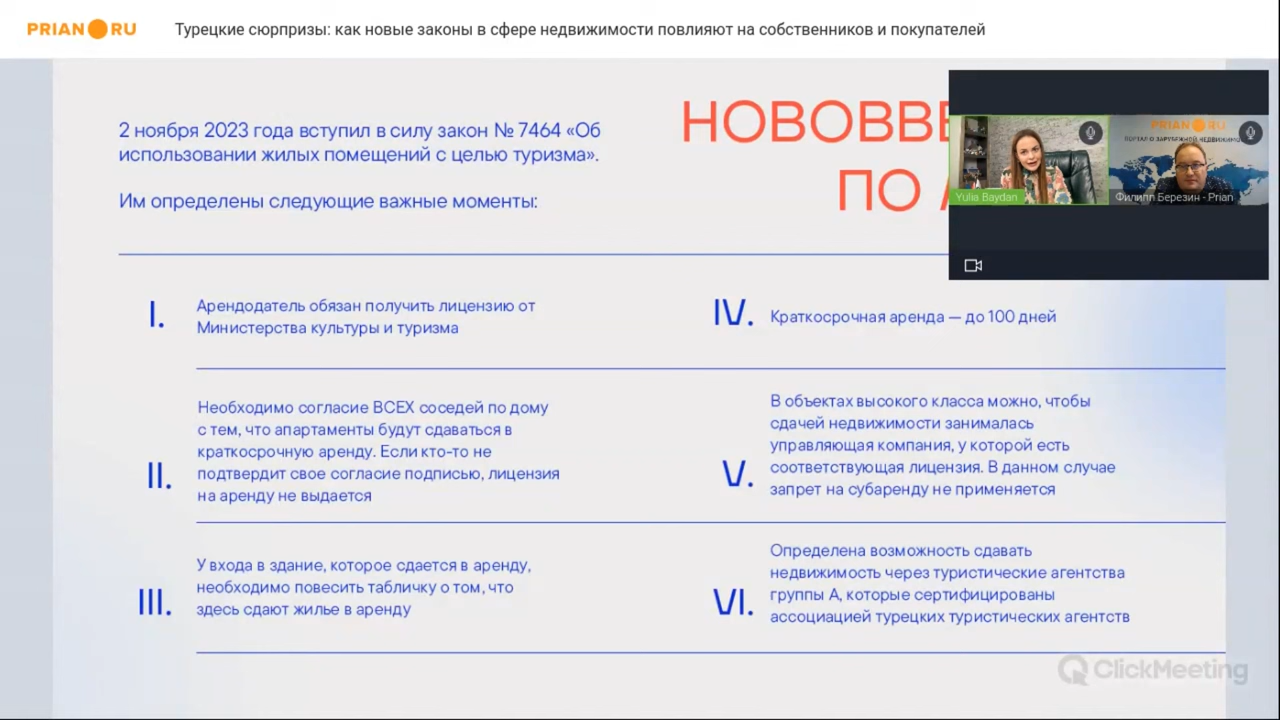 PRIAN RU
Турецкие сюрпризы: как новые законы в сфере недвижимости повлияют на собственников и покупателей
2 ноября 2023 года вступил в силу закон № 7464 «Об
использовании жилых помещений с целью туризма».
Им определены следующие важные моменты:
НОВОВВ
ПО
PRIAN RU
Yulia Baydan
Филипп Березин - Prian
I.
Арендодатель обязан получить лицензию от
Министерства культуры и туризма
II.
Необходимо согласие ВСЕХ соседей по дому
с тем, что апартаменты будут сдаваться в
краткосрочную аренду. Если кто-то не
подтвердит свое согласие подписью, лицензия
на аренду не выдается
III.
У входа в здание, которое сдается в аренду,
необходимо повесить табличку о том, что
здесь сдают жилье в аренду
IV.
Краткосрочная аренда — до 100 дней
V.
В объектах высокого класса можно, чтобы
сдачей недвижимости занималась
управляющая компания, у которой есть
соответствующая лицензия. В данном случае
запрет на субаренду не применяется
VI.
Определена возможность сдавать
недвижимость через туристические агентства
группы А, которые сертифицированы
ассоциацией турецких туристических агентств
ClickMeeting